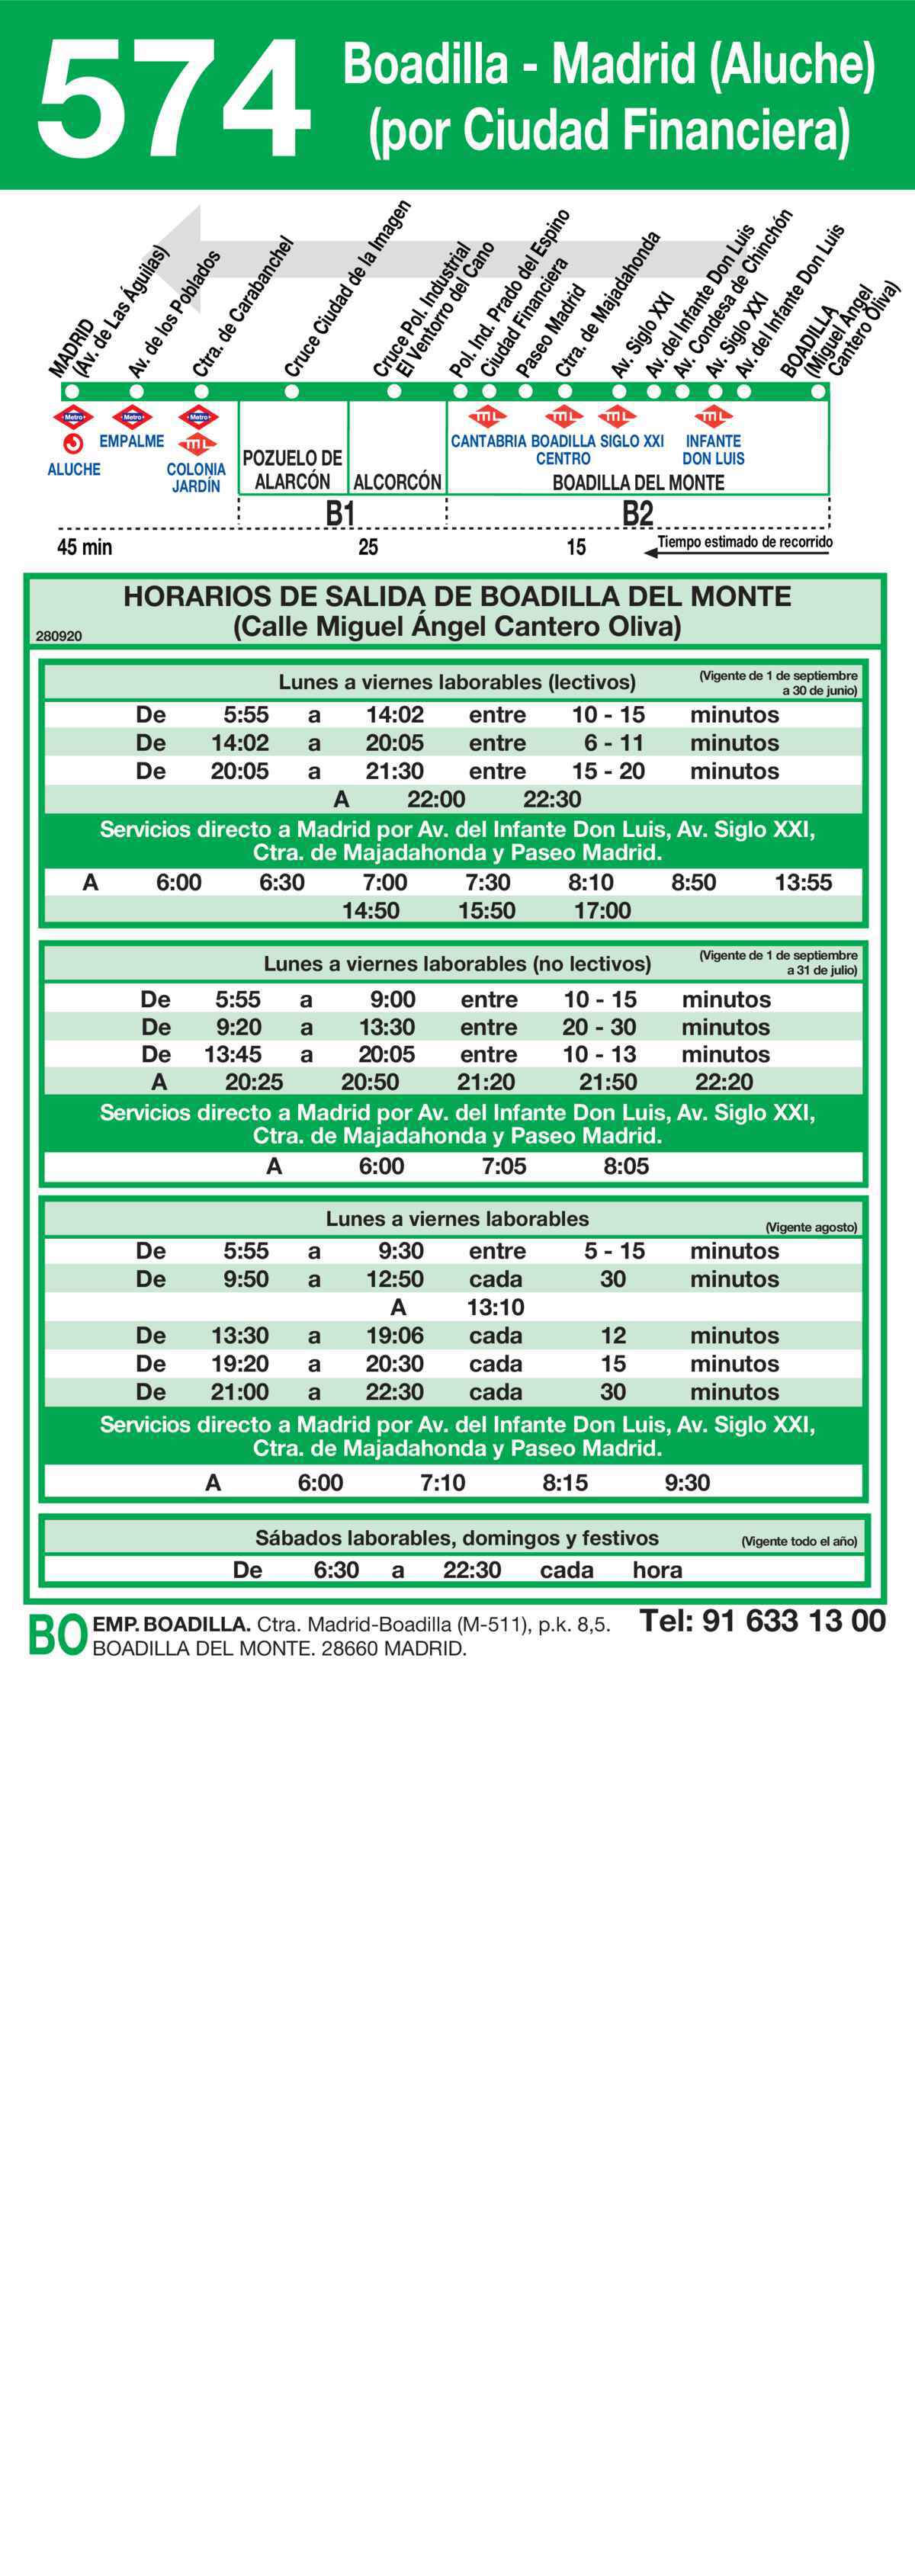 574
Boadilla - Madrid (Aluche)
(por Ciudad Financiera)
MADRID
(Av. de Las Águilas)
Av. de los Poblados
Ctra. de Carabanchel
Cruce Ciudad de la Imagen
Cruce Pol. Industrial
El Ventorro del Cano
Pol. Ind. Prado del Espino
Ciudad Financiera
Paseo Madrid
Ctra. de Majadahonda
Av. Siglo XXI
Av. del Infante Don Luis
Av. Condesa de Chinchón
Av. Siglo XXI
Av. del Infante Don Luis
BOADILLA
(Miguel Ángel
Cantero Oliva)
Metro Metro Metro ML ML ML ML
EMPALME ML
ALUCHE
COLONIA
JARDÍN
CANTABRIA BOADILLA SIGLO XXI INFANTE
CENTRO DON LUIS
POZUELO DE
ALARCÓN ALCORCÓN BOADILLA DEL MONTE
B1 B2
45 min 25 15 Tiempo estimado de recorrido
HORARIOS DE SALIDA DE BOADILLA DEL MONTE
(Calle Miguel Ángel Cantero Oliva)
280920
Lunes a viernes laborables (lectivos) (Vigente de 1 de septiembre
a 30 de junio)
De 5:55 a 14:02 entre 10 - 15 minutos
De 14:02 a 20:05 entre 6 - 11 minutos
De 20:05 a 21:30 entre 15 - 20 minutos
A 22:00 22:30
Servicios directo a Madrid por Av. del Infante Don Luis, Av. Siglo XXI,
Ctra. de Majadahonda y Paseo Madrid.
A 6:00 6:30 7:00 7:30 8:10 8:50 13:55
14:50 15:50 17:00
Lunes a viernes laborables (no lectivos) (Vigente de 1 de septiembre
a 31 de julio)
De 5:55 a 9:00 entre 10 - 15 minutos
De 9:20 a 13:30 entre 20 - 30 minutos
De 13:45 a 20:05 entre 10 - 13 minutos
A 20:25 20:50 21:20 21:50 22:20
Servicios directo a Madrid por Av. del Infante Don Luis, Av. Siglo XXI,
Ctra. de Majadahonda y Paseo Madrid.
A 6:00 7:05 8:05
Lunes a viernes laborables (Vigente agosto)
De 5:55 a 9:30 entre 5 - 15 minutos
De 9:50 a 12:50 cada 30 minutos
A 13:10
De 13:30 a 19:06 cada 12 minutos
De 19:20 a 20:30 cada 15 minutos
De 21:00 a 22:30 cada 30 minutos
Servicios directo a Madrid por Av. del Infante Don Luis, Av. Siglo XXI,
Ctra. de Majadahonda y Paseo Madrid.
A 6:00 7:10 8:15 9:30
Sábados laborables, domingos y festivos (Vigente todo el año)
De 6:30 a 22:30 cada hora
BO EMP. BOADILLA. Ctra. Madrid-Boadilla (M-511), p.k. 8,5. Tel: 91 633 13 00
BOADILLA DEL MONTE. 28660 MADRID.